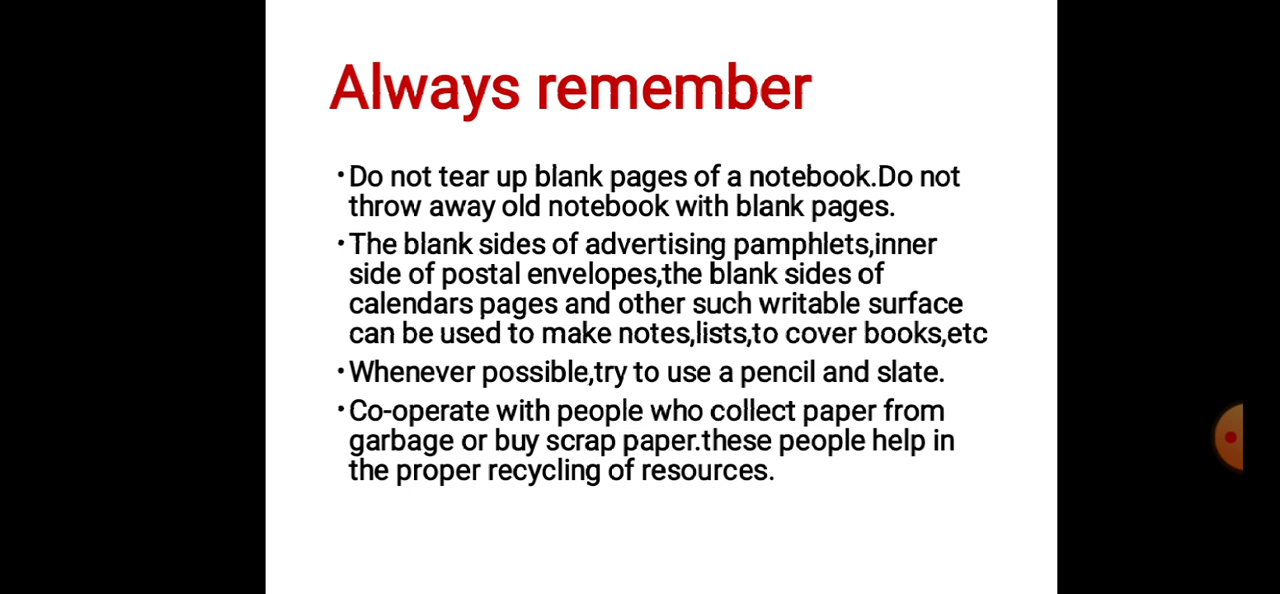 Always remember
•Do not tear up blank pages of a notebook.Do not
throw away old notebook with blank pages.
•The blank sides of advertising pamphlets,inner
side of postal envelopes,the blank sides of
calendars pages and other such writable surface
can be used to make notes,lists,to cover books,etc
•Whenever possible,try to use a pencil and slate.
•Co-operate with people who collect paper from
garbage or buy scrap paper.these people help in
the proper recycling of resources.